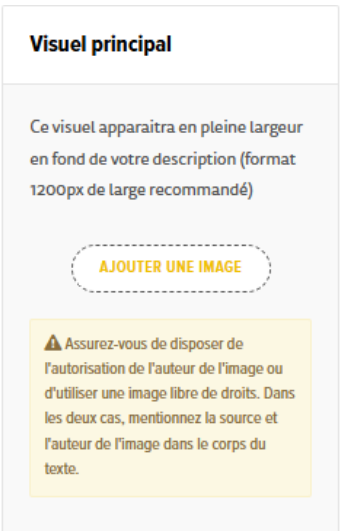 Visuel principal
Ce visuel apparaitra en pleine largeur
en fond de votre description (format
1200px de large recommandé)
AJOUTER UNE IMAGE
Assurez-vous de disposer de
l'autorisation de l'auteur de l'image ou
d'utiliser une image libre de droits. Dans
les deux cas, mentionnez la source et
l'auteur de l'image dans le corps du
texte.